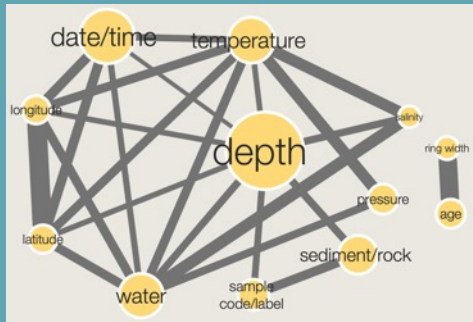 date/time
temperature
longitude
salinity
depth
ring width
pressure
age
latitude
sediment/rock
water
sample
code/label